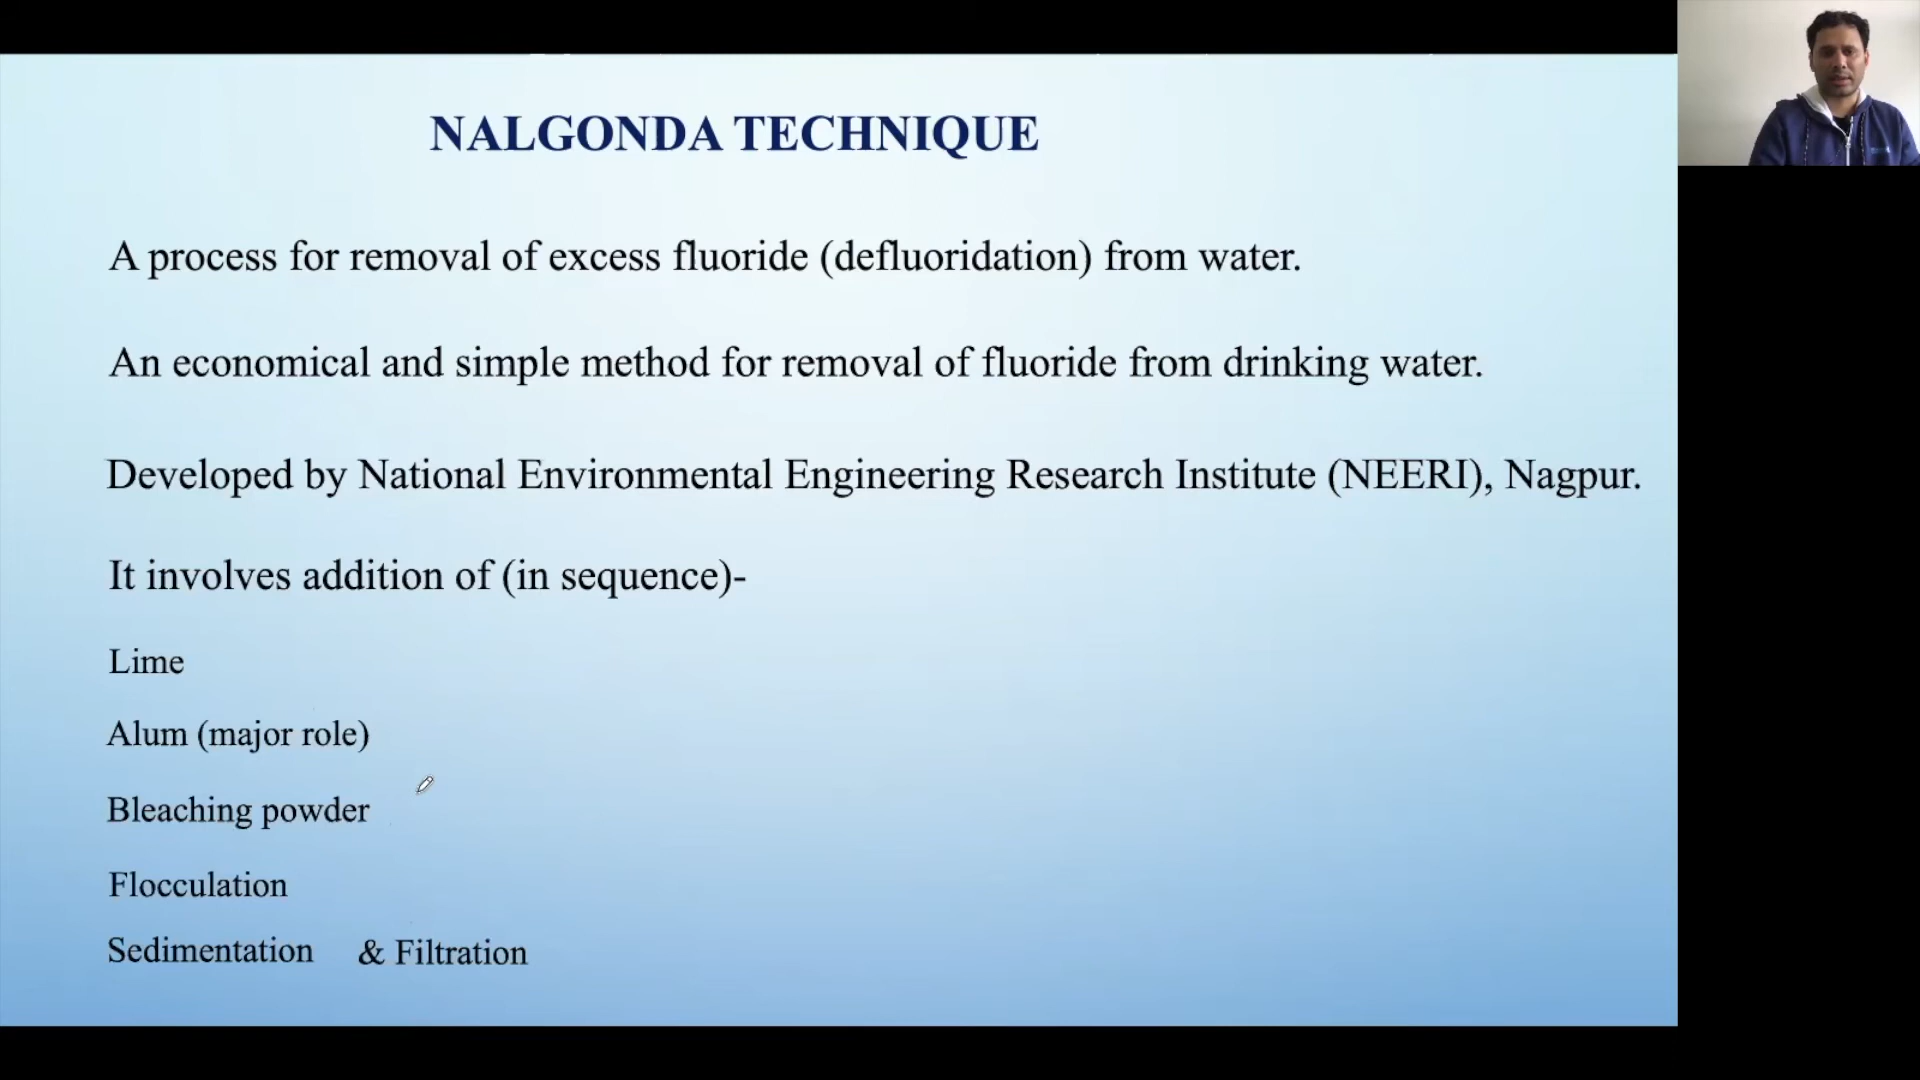 NALGONDA TECHNIQUE
A process for removal of excess fluoride (defluoridation) from water.
An economical and simple method for removal of fluoride from drinking water.
Developed by National Environmental Engineering Research Institute (NEERI), Nagpur.
It involves addition of (in sequence)-
Lime
Alum (major role)
Bleaching powder
Flocculation
Sedimentation & Filtration